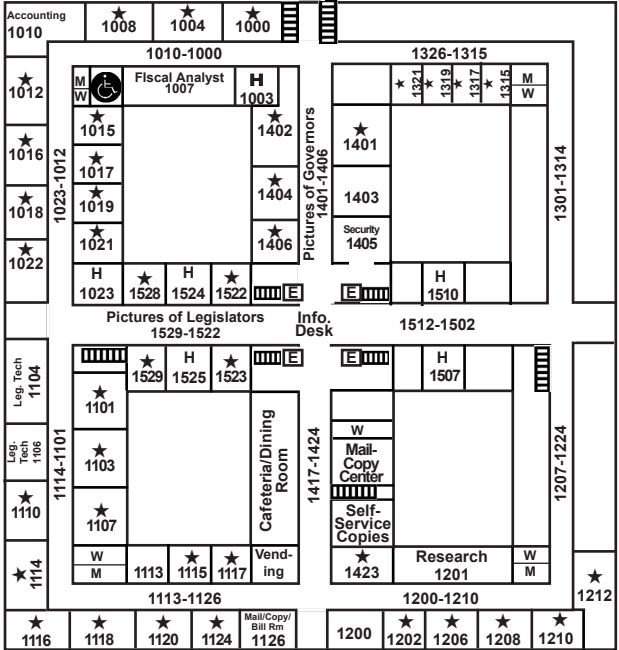 Accounting
1010
1008
1004
1000
1010-1000
1326-1315
1012
M
W
FIscal Analyst
1007
H
1003
1321
1319
1317
1315
M
W
1015
1402
1401
1016
1017
1404
1403
1018
1019
1023-1012
Pictures of Governors
1401-1406
1301-1314
1022
1021
1406
Security
1405
H
1023
1528
H
1524
1522
E
E
H
1510
Pictures of Legislators
1529-1522
Info.
Desk
1512-1502
Leg. Tech
1104
1529
H
1525
1523
E
E
H
1507
1101
Leg.
Tech
1106
1103
1114-1101
Cafeteria/Dining
Room
1417-1424
W
Mail-
Copy
Center
1207-1224
1110
1107
Self-
Service
Copies
1114
W
M
1113
1115
1117
Vend-
ing
1423
Research
1201
W
M
1212
1113-1126
1200-1210
1116
1118
1120
1124
Mail/Copy/
Bill Rm
1126
1200
1202
1206
1208
1210